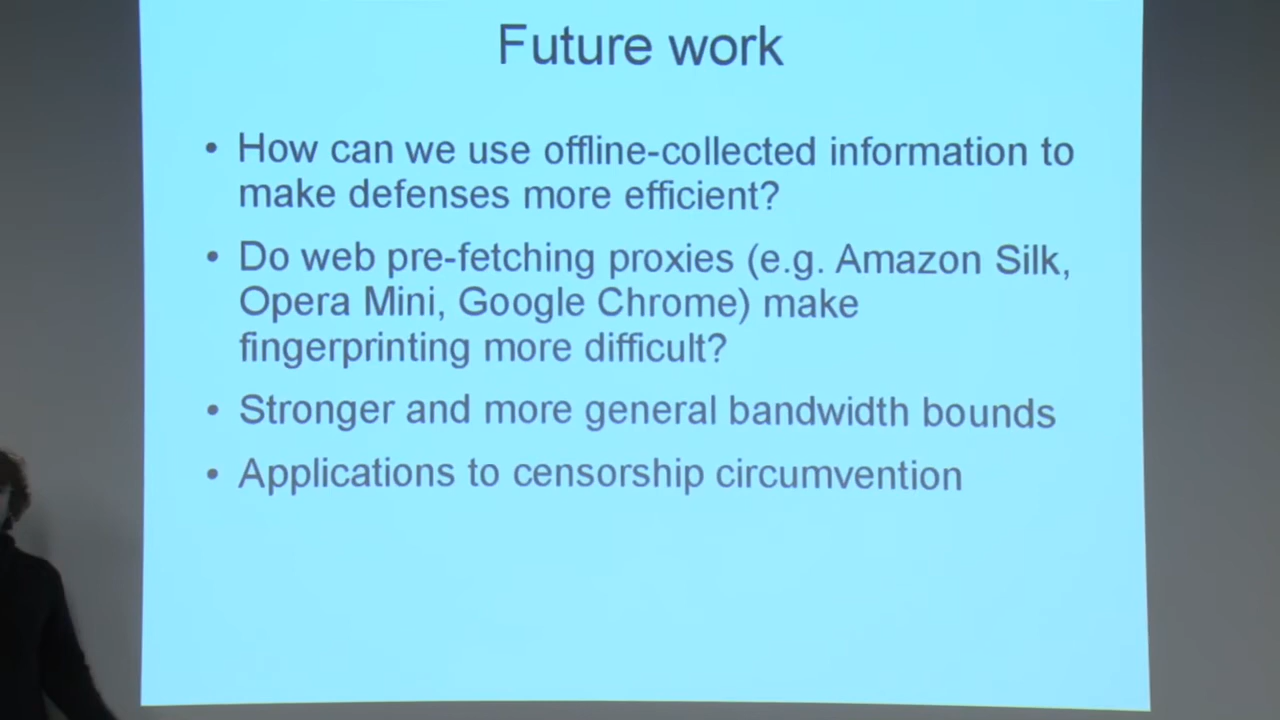 Future work
• How can we use offline-collected information to
make defenses more efficient?
• Do web pre-fetching proxies (e.g. Amazon Silk,
Opera Mini, Google Chrome) make
fingerprinting more difficult?
• Stronger and more general bandwidth bounds
• Applications to censorship circumvention